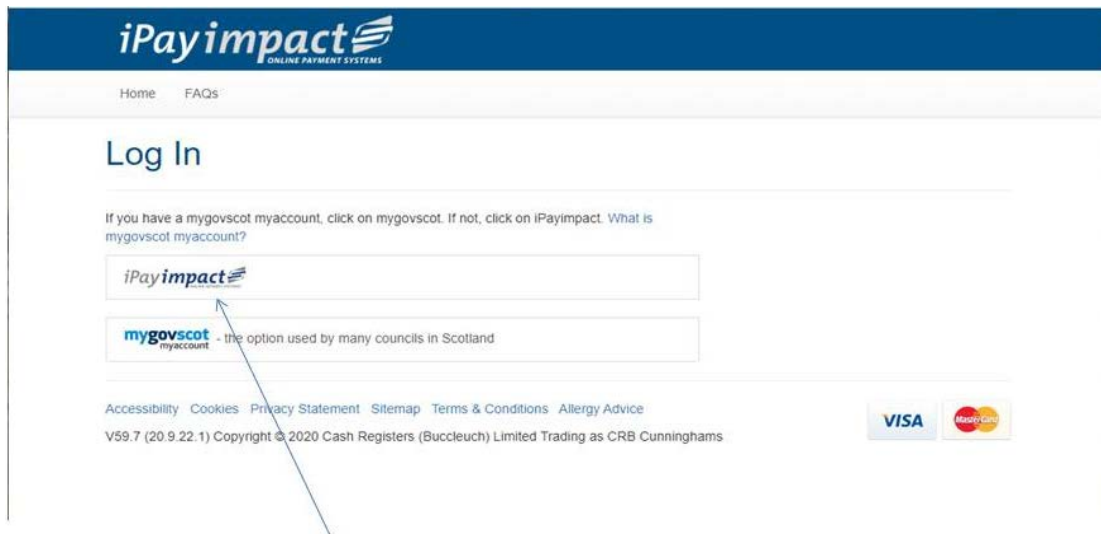 iPayimpact
ONLINE PAYMENT SYSTEMS
Home FAQs
Log In
If you have a mygovscot myaccount, click on mygovscot. If not, click on iPayimpact. What is
mygovscot myaccount?
iPayimpact
mygovscot
myaccount - the option used by many councils in Scotland
Accessibility Cookies Privacy Statement Sitemap Terms & Conditions Allergy Advice
V59.7 (20.9.22.1) Copyright © 2020 Cash Registers (Buccleuch) Limited Trading as CRB Cunninghams
VISA MasterCard